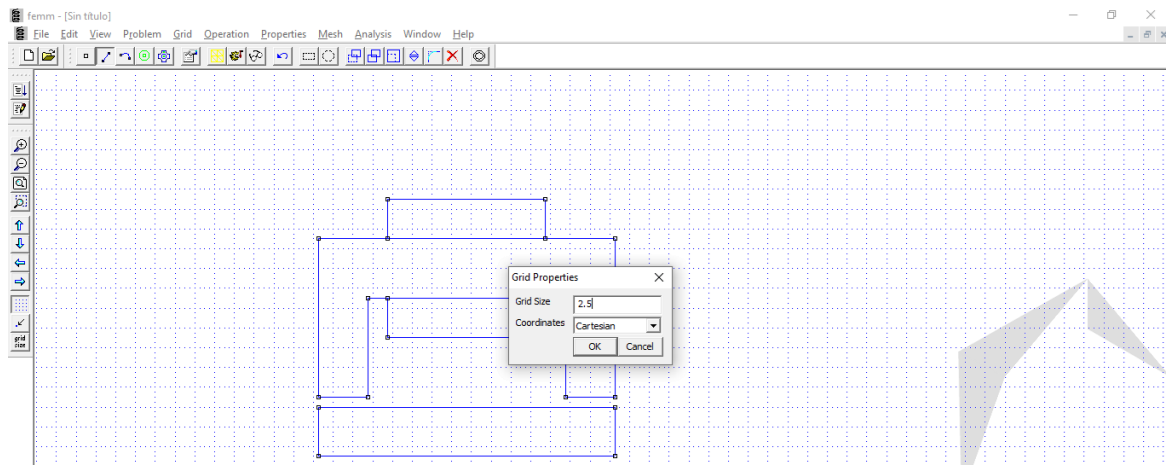 femm - [Sin título]
File Edit View Problem Grid Operation Properties Mesh Analysis Window Help
Grid Properties
Grid Size 2.5
Coordinates Cartesian
OK Cancel
grid
size